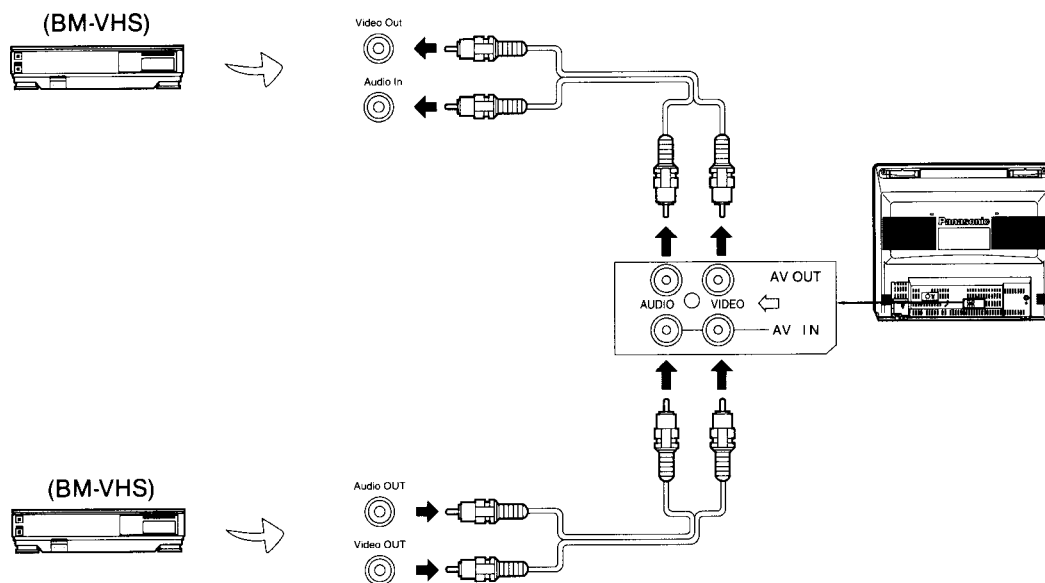 (BM-VHS)
Video Out
Audio In
Panasonic
AV OUT
AUDIO VIDEO
AV IN
(BM-VHS)
Audio OUT
Video OUT